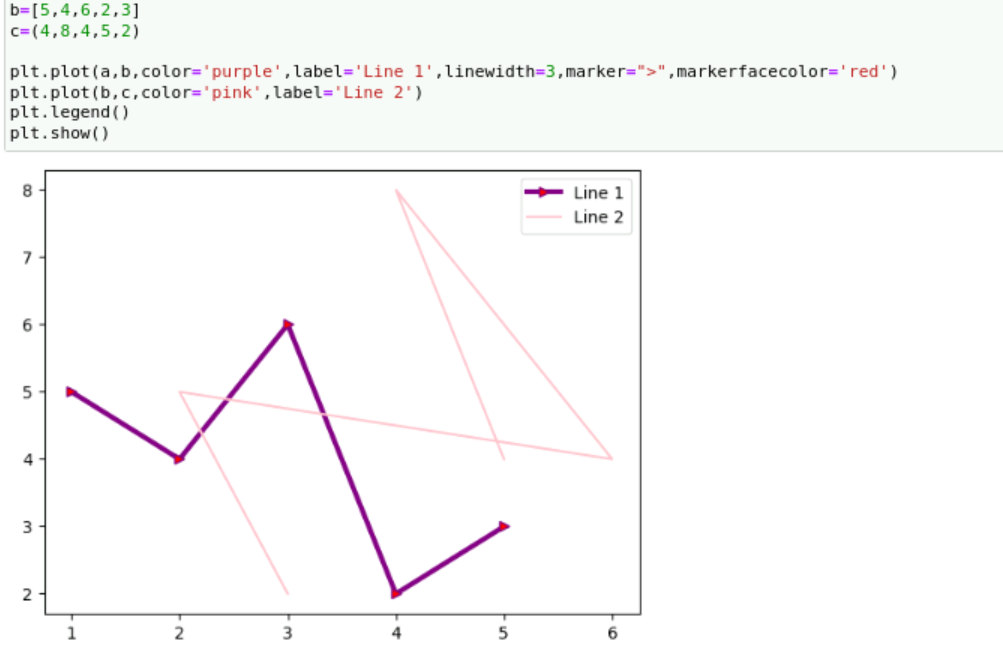 b=[5,4,6,2,3]
c=(4,8,4,5,2)
plt.plot(a,b,color='purple',label='Line 1',linewidth=3,marker=">",markerfacecolor='red')
plt.plot(b,c,color='pink',label='Line 2')
plt.legend()
plt.show()
Line 1
Line 2
8
7
6
5
4
3
2
1 2 3 4 5 6